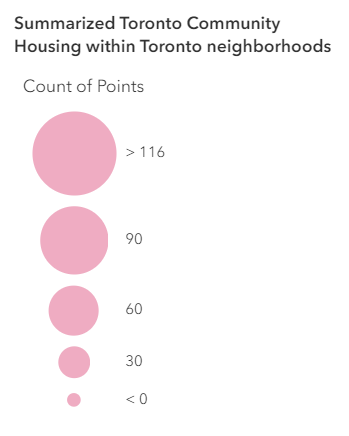 Summarized Toronto Community
Housing within Toronto neighborhoods
Count of Points
> 116
90
60
30
< 0